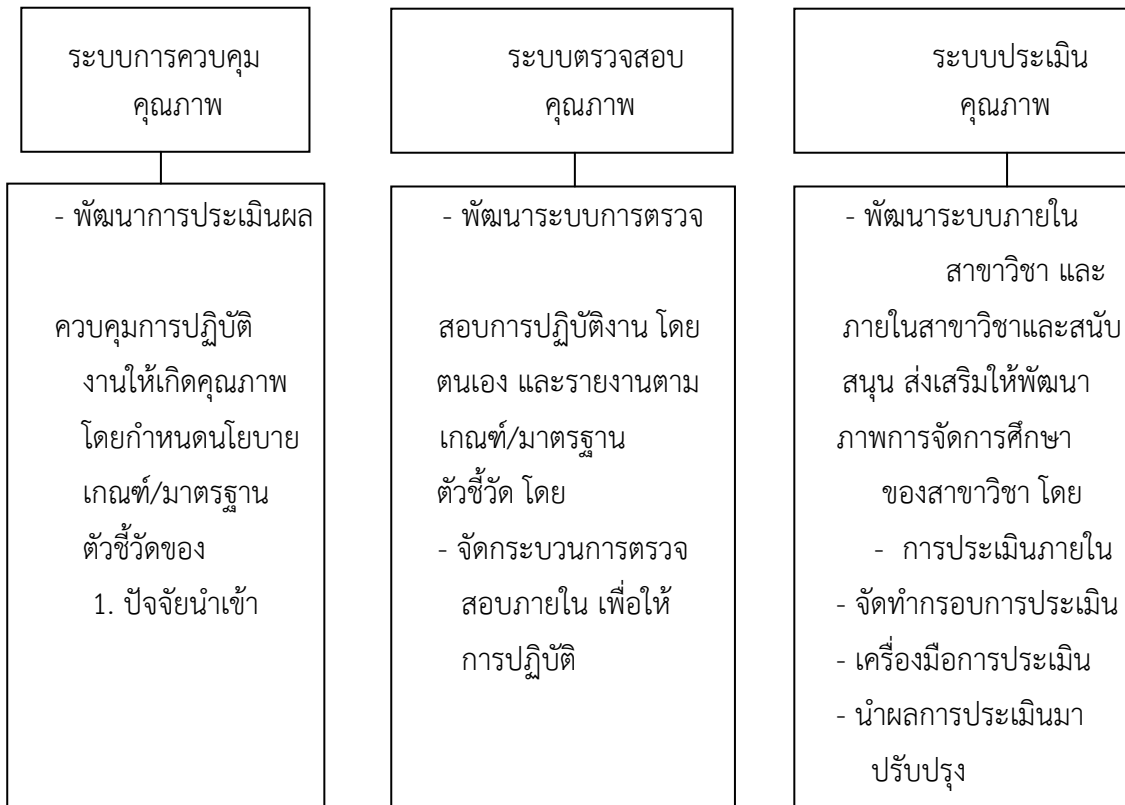 ระบบการควบคุม
คุณภาพ
- พัฒนาการประเมินผล
ควบคุมการปฏิบัติ
งานให้เกิดคุณภาพ
โดยกำหนดนโยบาย
เกณฑ์/มาตรฐาน
ตัวชี้วัดของ
1. ปัจจัยนำเข้า
ระบบตรวจสอบ
คุณภาพ
- พัฒนาระบบการตรวจ
สอบการปฏิบัติงาน โดย
ตนเอง และรายงานตาม
เกณฑ์/มาตรฐาน
ตัวชี้วัด โดย
- จัดกระบวนการตรวจ
สอบภายใน เพื่อให้
การปฏิบัติ
ระบบประเมิน
คุณภาพ
- พัฒนาระบบภายใน
สาขาวิชา และ
ภายในสาขาวิชาและสนับ
สนุน ส่งเสริมให้พัฒนา
ภาพการจัดการศึกษา
ของสาขาวิชา โดย
- การประเมินภายใน
- จัดทำกรอบการประเมิน
- เครื่องมือการประเมิน
- นำผลการประเมินมา
ปรับปรุง